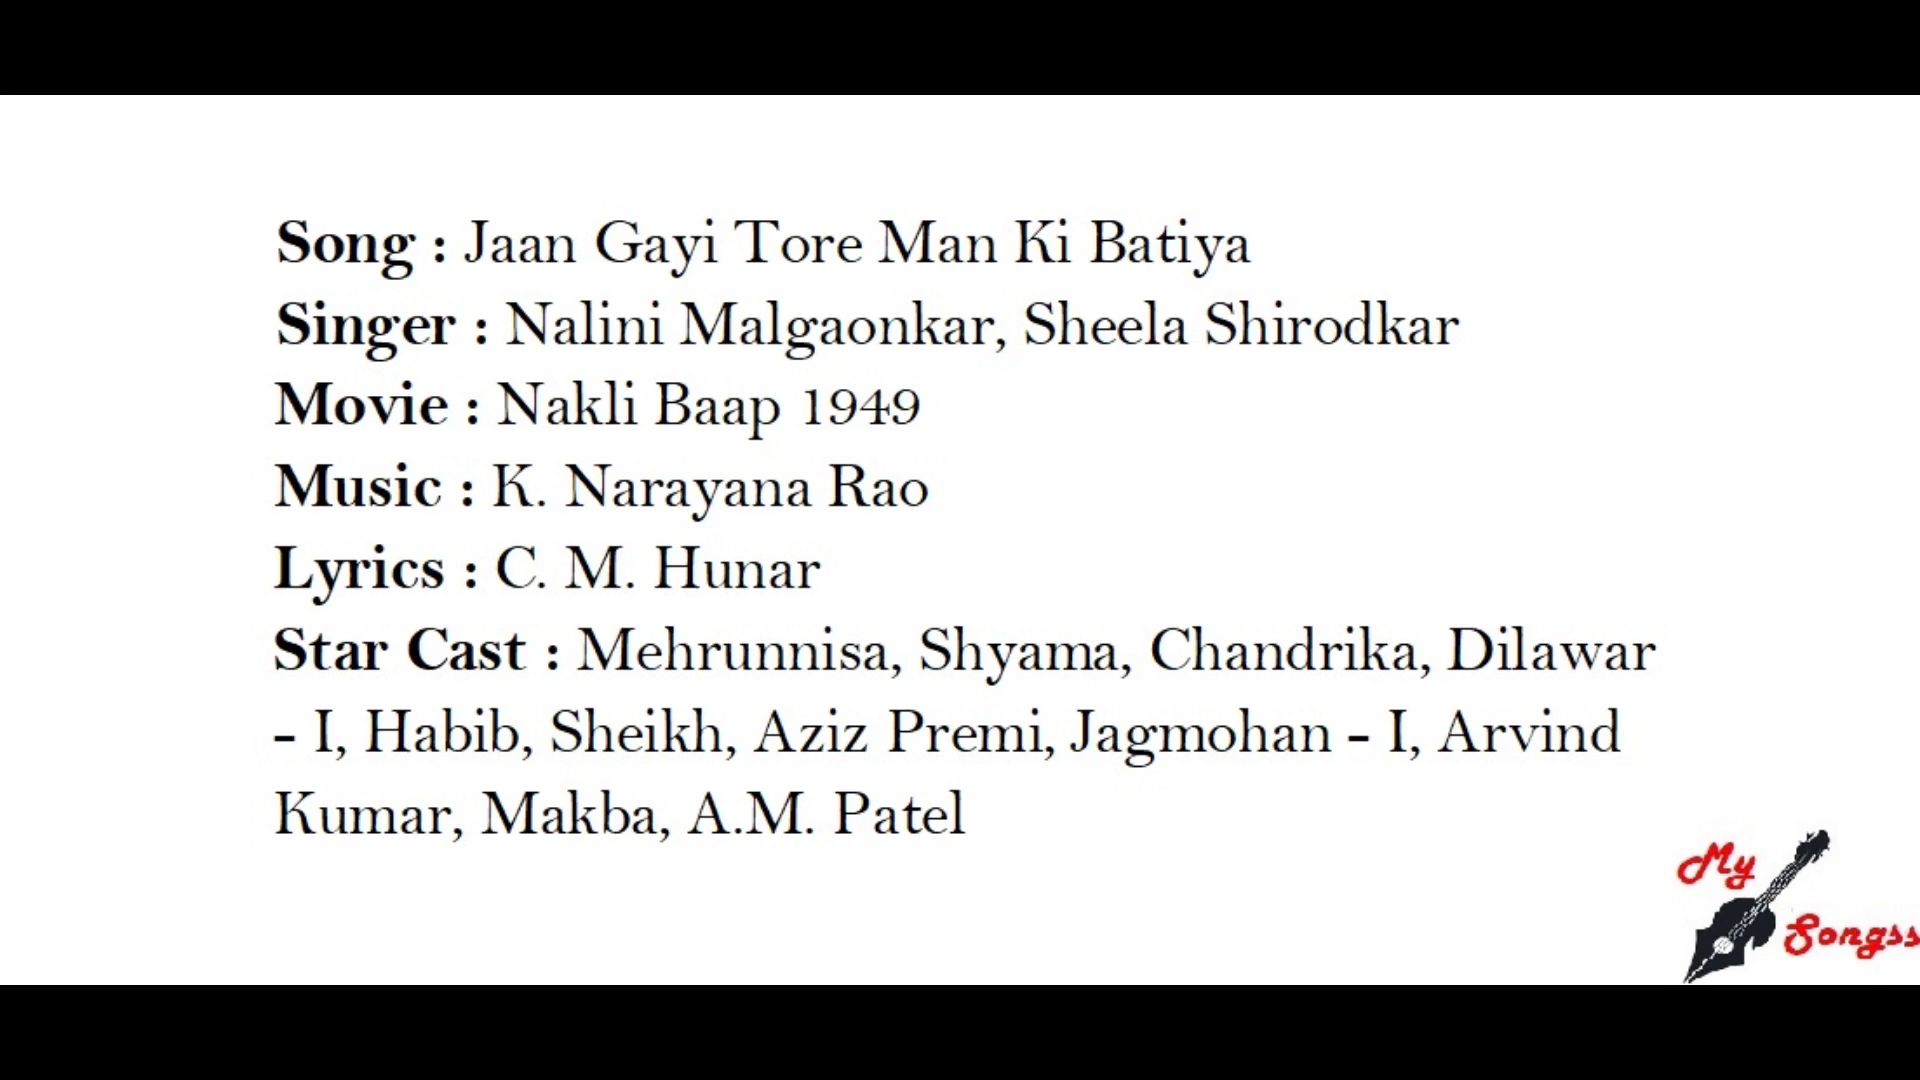 Song : Jaan Gayi Tore Man Ki Batiya
Singer : Nalini Malgaonkar, Sheela Shirodkar
Movie : Nakli Baap 1949
Music : K. Narayana Rao
Lyrics : C. M. Hunar
Star Cast : Mehrunnisa, Shyama, Chandrika, Dilawar
- I, Habib, Sheikh, Aziz Premi, Jagmohan - I, Arvind
Kumar, Makba, A.M. Patel
My
Songss